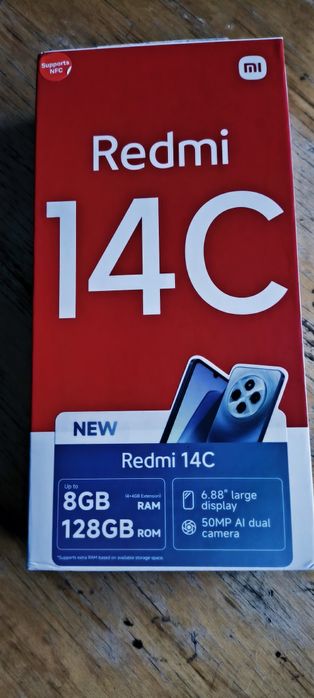 Supports
NFC
mi
Redmi
14C
NEW
Redmi 14C
Up to
8GB (4+4GB Extension) RAM
128GB ROM
6.88" large
display
50MP AI dual
camera
*Supports extra RAM based on available storage space.